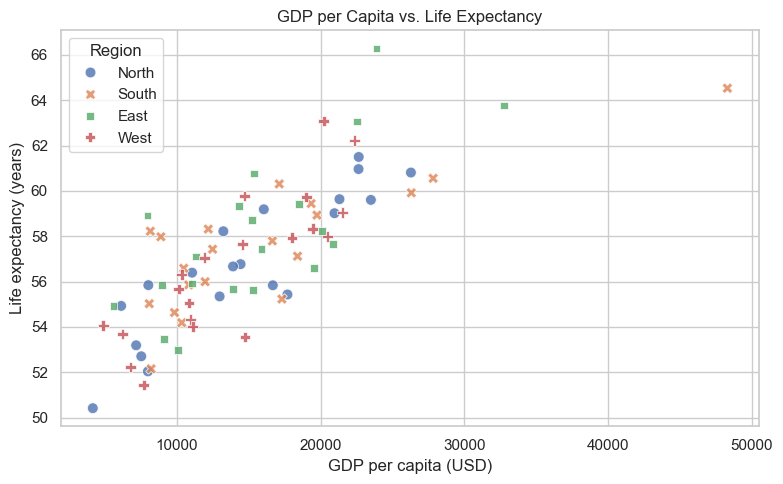 GDP per Capita vs. Life Expectancy
Region
North
South
East
West
Life expectancy (years)
66
64
62
60
58
56
54
52
50
10000 20000 30000 40000 50000
GDP per capita (USD)